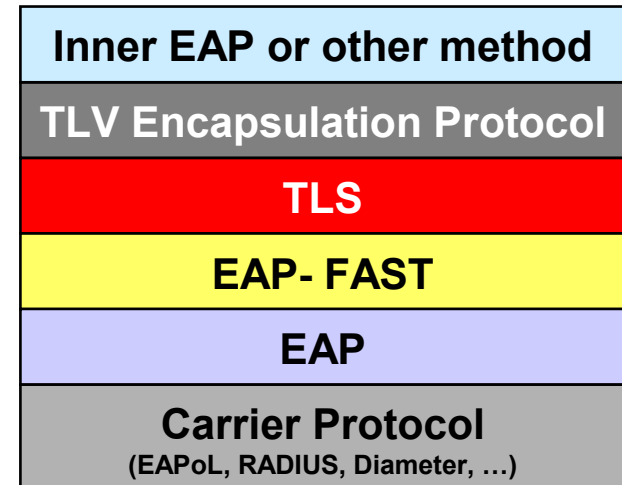 Inner EAP or other method
TLV Encapsulation Protocol
TLS
EAP- FAST
EAP
Carrier Protocol
(EAPoL, RADIUS, Diameter, …)